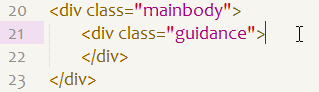 20 <div class="mainbody">
21     <div class="guidance">
22     </div>
23 </div>